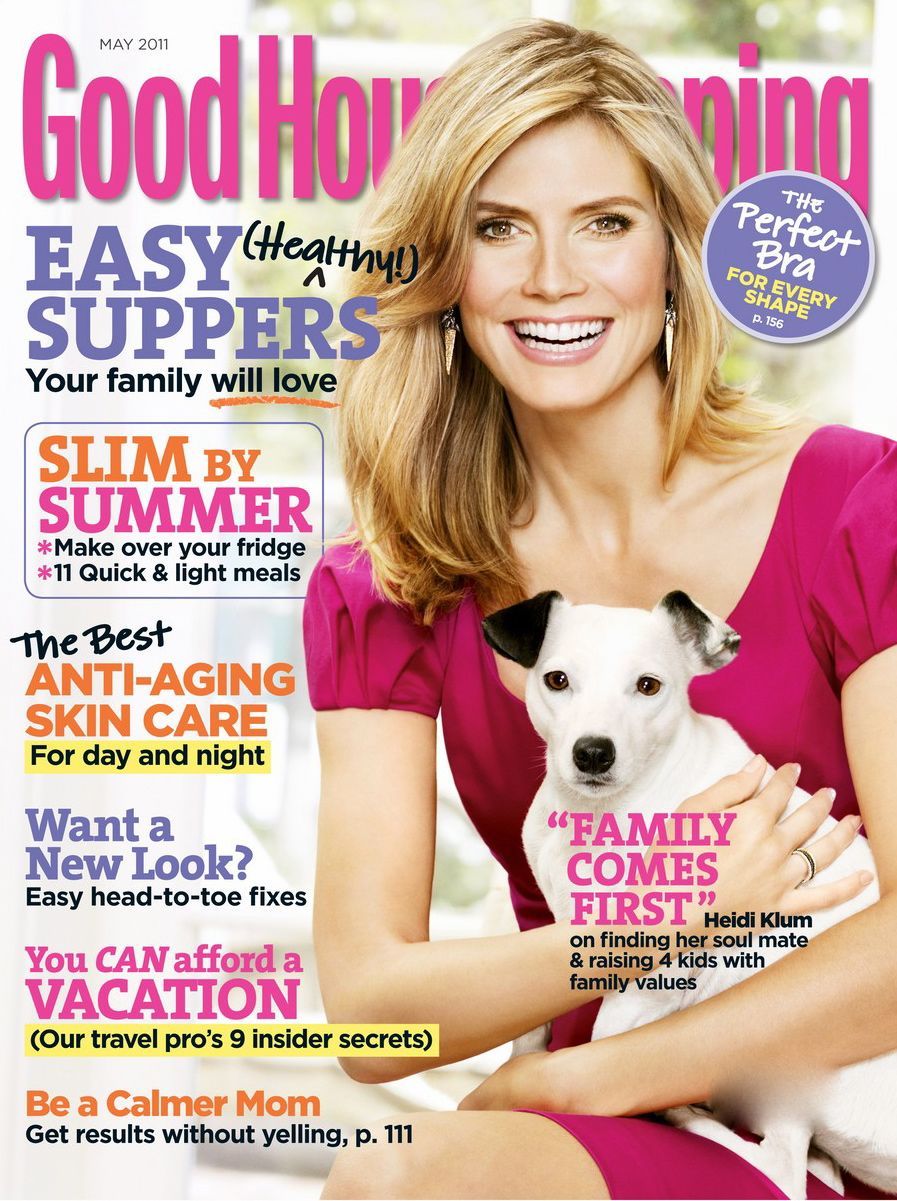 MAY 2011
Good Hou ping
EASY (Healthy!)
SUPPERS
Your family will love
THE
Perfect
Bra
FOR EVERY
SHAPE
p. 156
SLIM BY
SUMMER
*Make over your fridge
*11 Quick & light meals
The Best
ANTI-AGING
SKIN CARE
For day and night
Want a
New Look?
Easy head-to-toe fixes
You CAN afford a
VACATION
(Our travel pro's 9 insider secrets)
Be a Calmer Mom
Get results without yelling, p. 111
“FAMILY
COMES
FIRST”
Heidi Klum
on finding her soul mate
& raising 4 kids with
family values